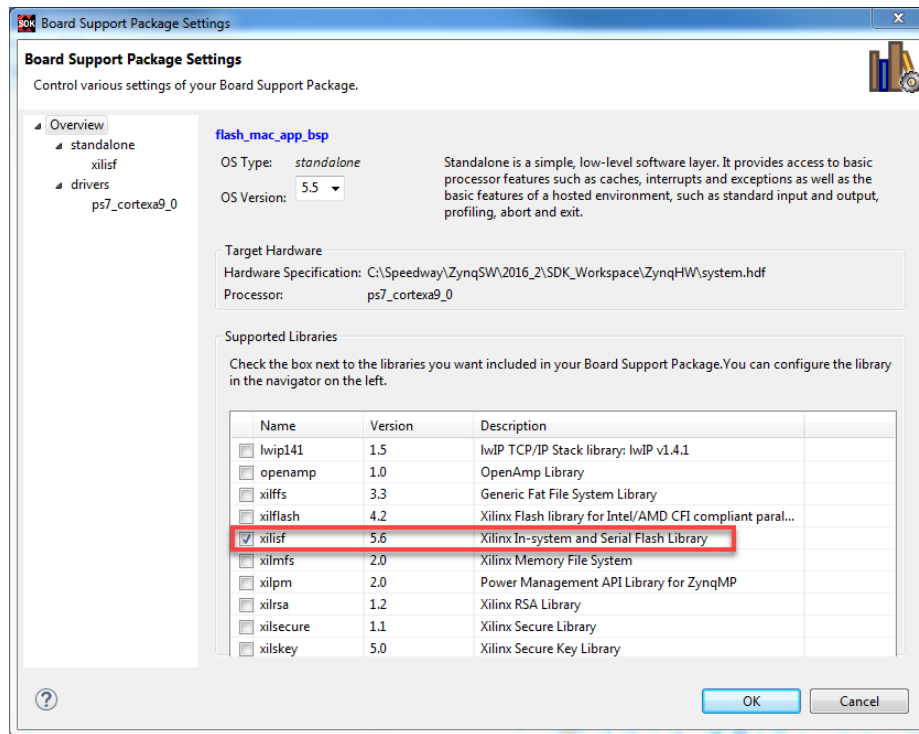 SDK Board Support Package Settings
x
Board Support Package Settings
Control various settings of your Board Support Package.
Overview
standalone
xilisf
drivers
ps7_cortexa9_0
flash_mac_app_bsp
OS Type: standalone
OS Version: 5.5
Standalone is a simple, low-level software layer. It provides access to basic
processor features such as caches, interrupts and exceptions as well as the
basic features of a hosted environment, such as standard input and output,
profiling, abort and exit.
Target Hardware
Hardware Specification: C:\Speedway\ZynqSW\2016_2\SDK_Workspace\ZynqHW\system.hdf
Processor: ps7_cortexa9_0
Supported Libraries
Check the box next to the libraries you want included in your Board Support Package.You can configure the library
in the navigator on the left.
Name Version Description
lwip141 1.5 lwIP TCP/IP Stack library: lwIP v1.4.1
openamp 1.0 OpenAmp Library
xilffs 3.3 Generic Fat File System Library
xilflash 4.2 Xilinx Flash library for Intel/AMD CFI compliant paral...
xilisf 5.6 Xilinx In-system and Serial Flash Library
xilmfs 2.0 Xilinx Memory File System
xilpm 2.0 Power Management API Library for ZynqMP
xilrsa 1.2 Xilinx RSA Library
xilsecure 1.1 Xilinx Secure Library
xilskey 5.0 Xilinx Secure Key Library
?
OK Cancel